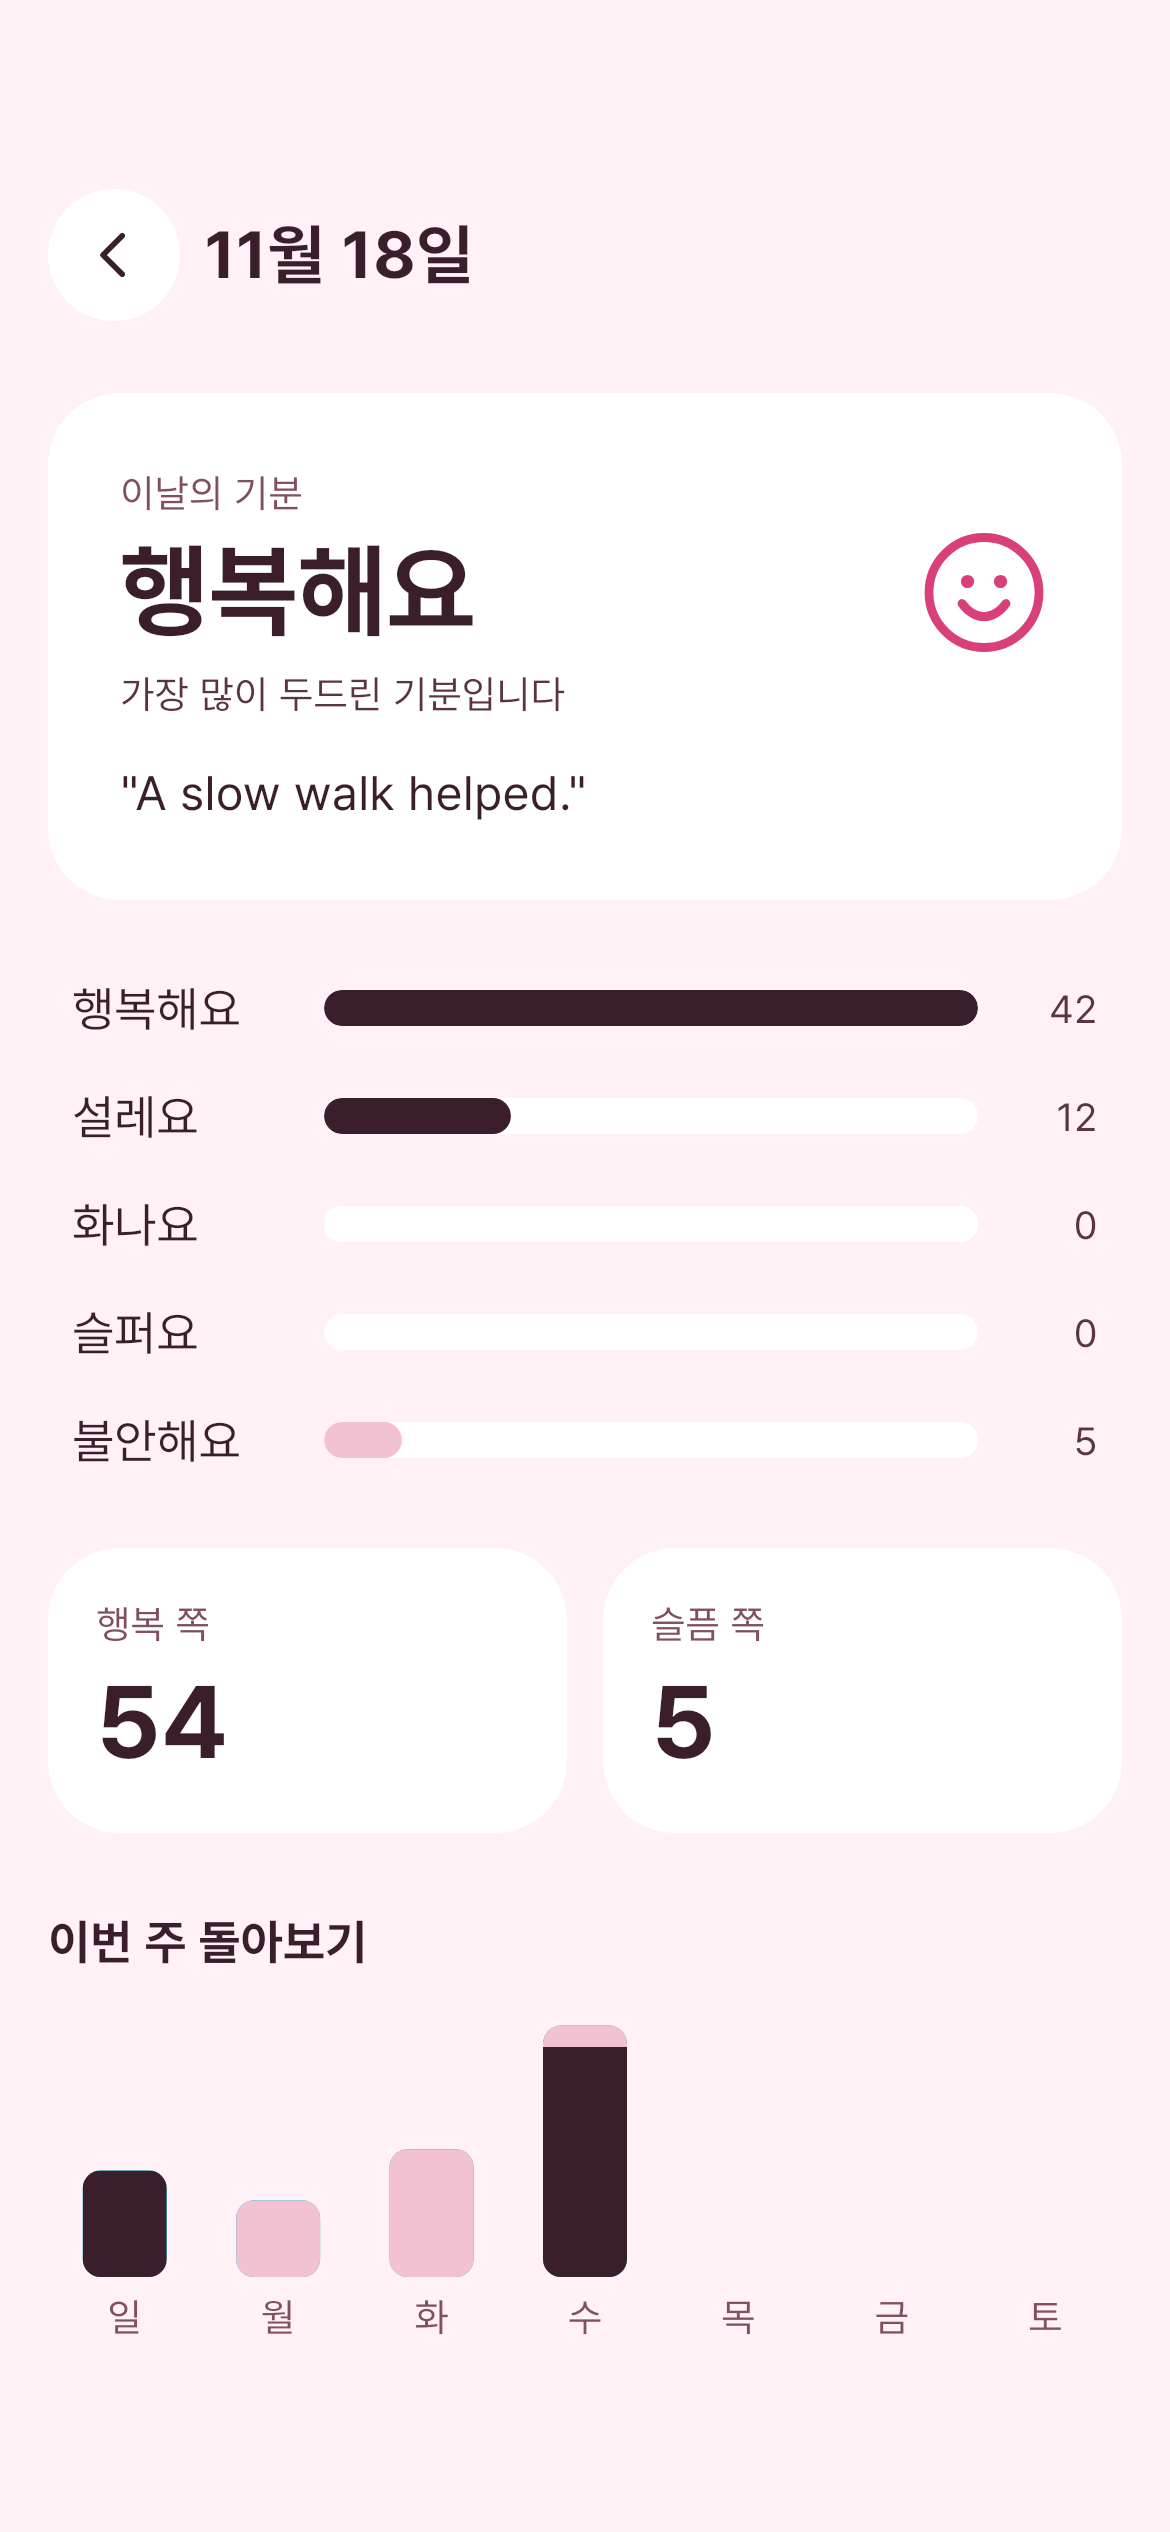 11월 18일
이날의 기분
행복해요
가장 많이 두드린 기분입니다
"A slow walk helped."
행복해요 42
설레요 12
화나요 0
슬퍼요 0
불안해요 5
행복 쪽 슬픔 쪽
54 5
이번 주 돌아보기
일 월 화 수 목 금 토